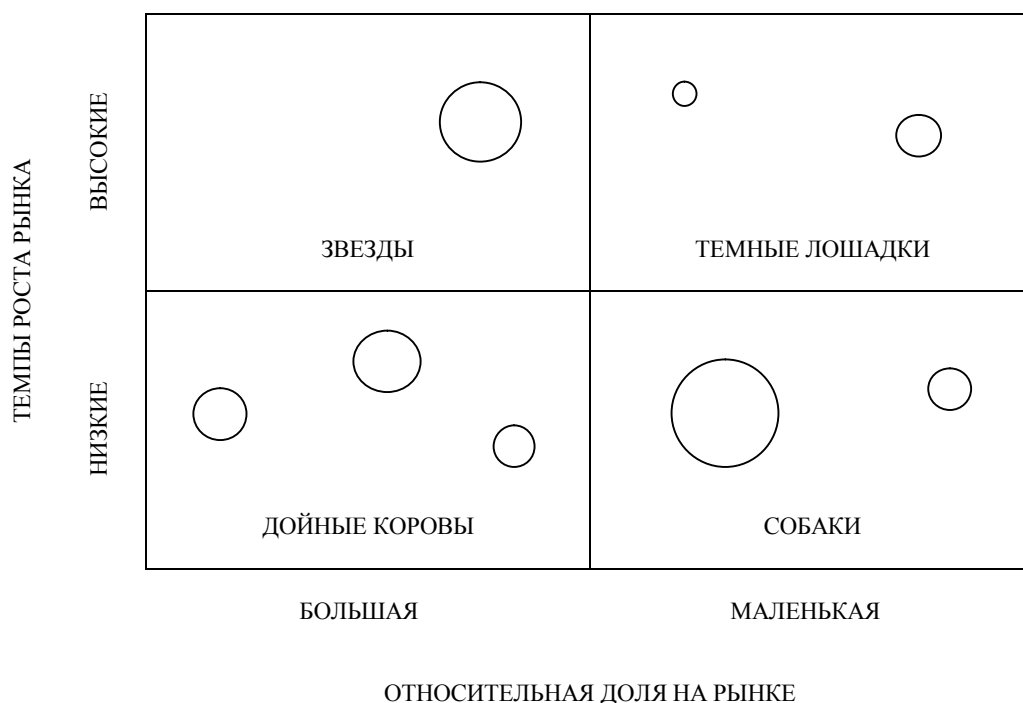 ТЕМПЫ РОСТА РЫНКА
ВЫСОКИЕ
НИЗКИЕ
ЗВЕЗДЫ
ТЕМНЫЕ ЛОШАДКИ
ДОЙНЫЕ КОРОВЫ
СОБАКИ
БОЛЬШАЯ
МАЛЕНЬКАЯ
ОТНОСИТЕЛЬНАЯ ДОЛЯ НА РЫНКЕ